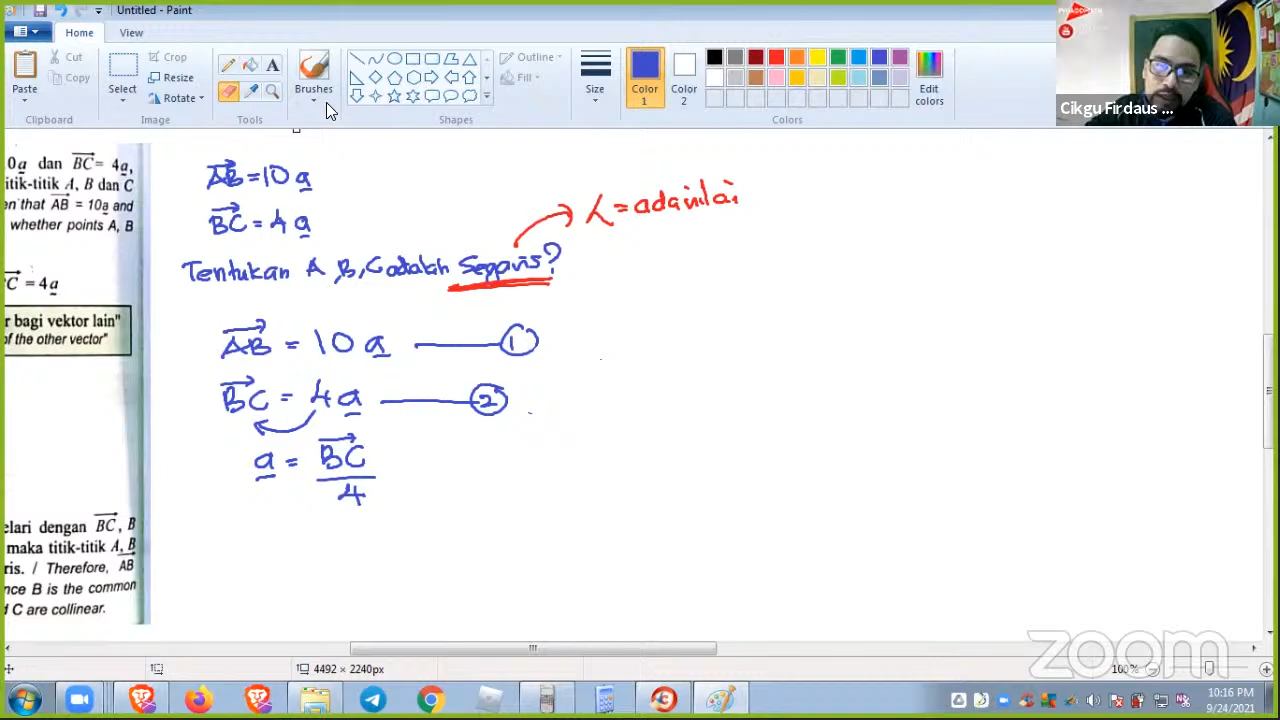 Untitled - Paint
Home
View
Paste
Cut
Copy
Clipboard
Select
Crop
Resize
Rotate
Image
Tools
Brushes
Shapes
Outline
Fill
Size
Color 1
Color 2
Edit colors
Colors
Cikgu Firdaus ...
0a dan BC = 4a,
itik-titik A, B dan C
en that AB = 10a and
whether points A, B
C = 4a
r bagi vektor lain"
of the other vector"
elari dengan BC, B
maka titik-titik A, B
ris. / Therefore, AB
nce B is the common
d C are collinear.
AB = 10 a
BC = 4 a
λ = ada nilai
Tentukan A, B, C adalah Segaris?
AB = 10 a ——— 1
BC = 4 a ——— 2
a = BC
4
zoom
4492 × 2240px
100%
10:16 PM
9/24/2021